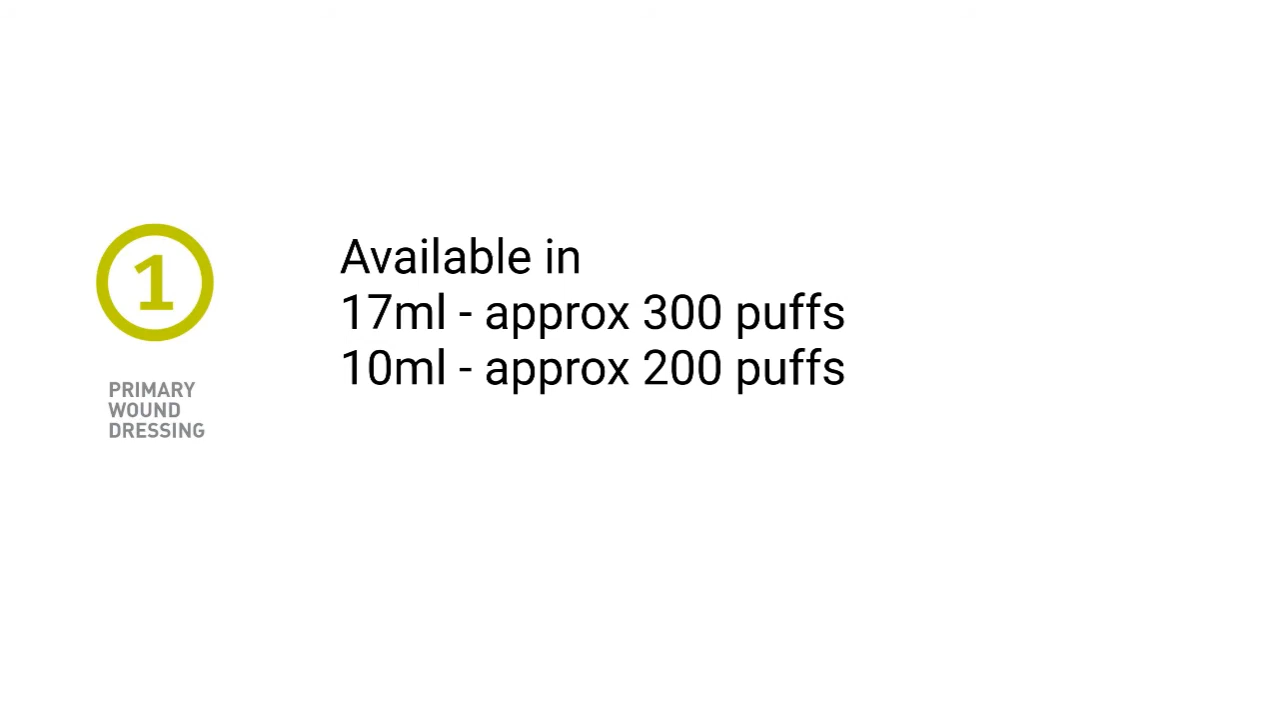 1
PRIMARY
WOUND
DRESSING
Available in
17ml - approx 300 puffs
10ml - approx 200 puffs